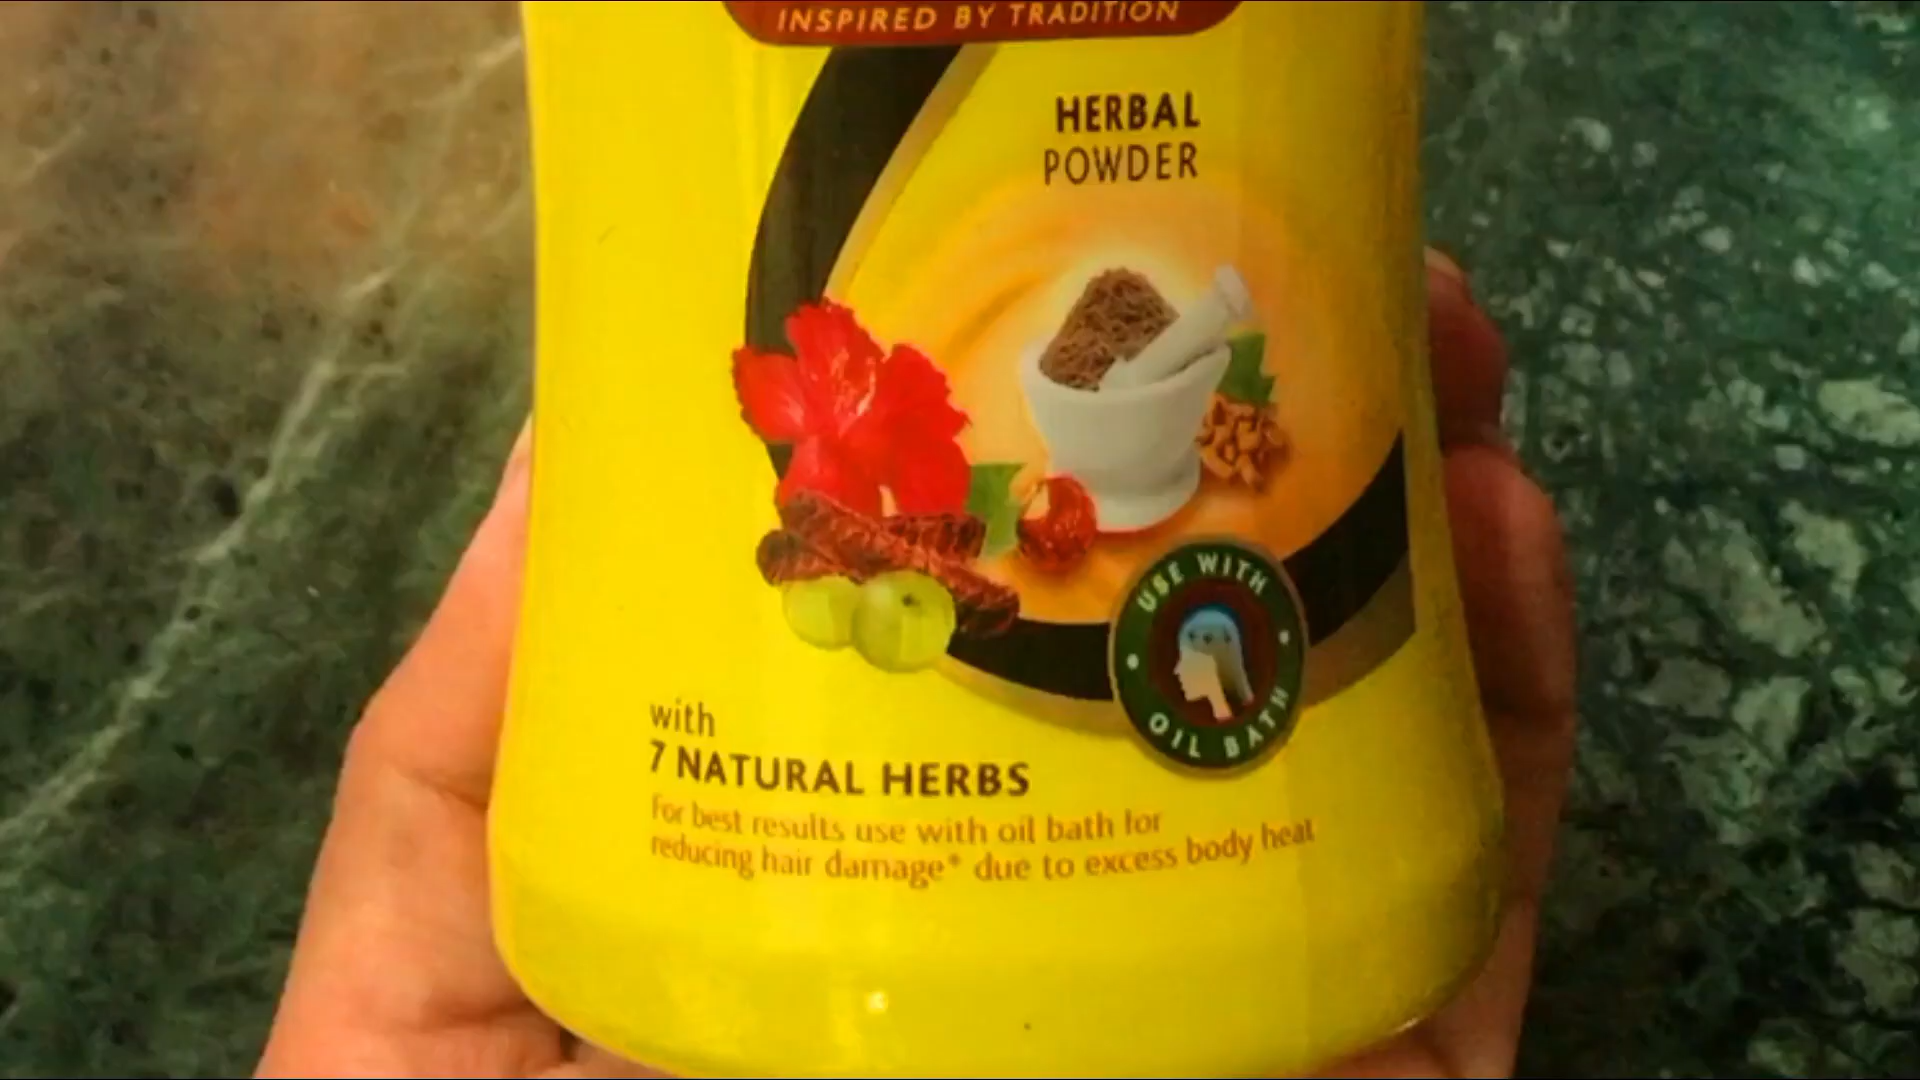 INSPIRED BY TRADITION
HERBAL
POWDER
USE WITH
OIL BATH
with
7 NATURAL HERBS
For best results use with oil bath for
reducing hair damage* due to excess body heat